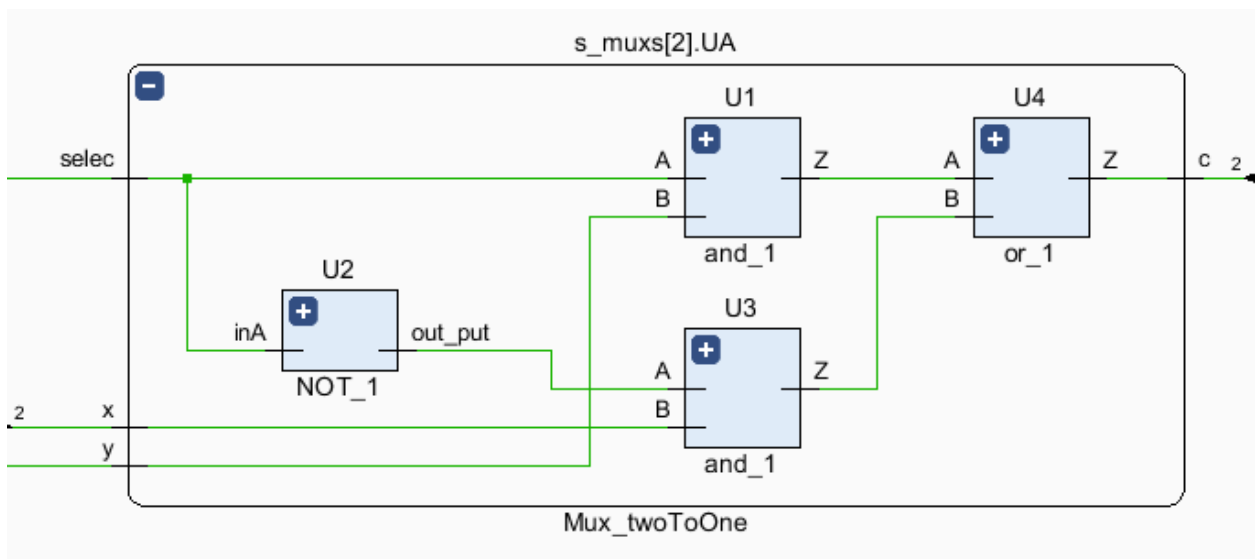 s_muxs[2].UA
U1
U4
selec
A
Z
A
Z
c
2
B
B
and_1
or_1
U2
U3
inA
out_put
A
Z
NOT_1
2
x
B
y
and_1
Mux_twoToOne